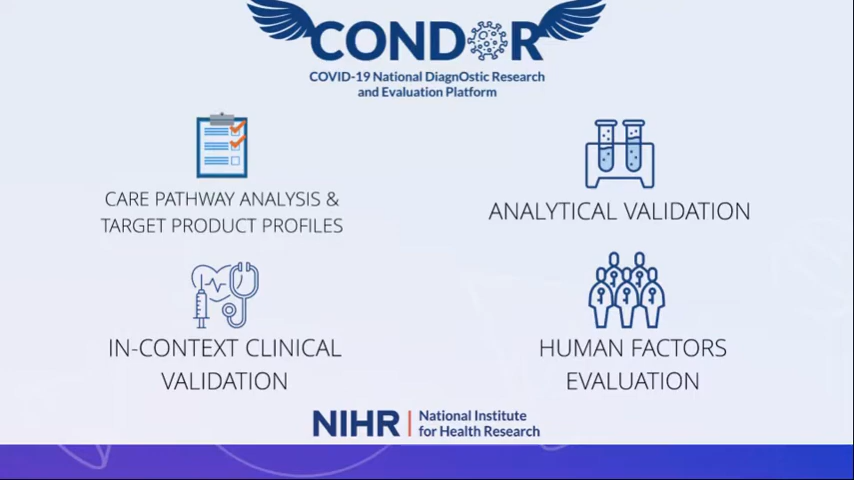 CONDOR
COVID-19 National DiagnOstic Research
and Evaluation Platform
CARE PATHWAY ANALYSIS &
TARGET PRODUCT PROFILES
ANALYTICAL VALIDATION
IN-CONTEXT CLINICAL
VALIDATION
HUMAN FACTORS
EVALUATION
NIHR | National Institute
for Health Research